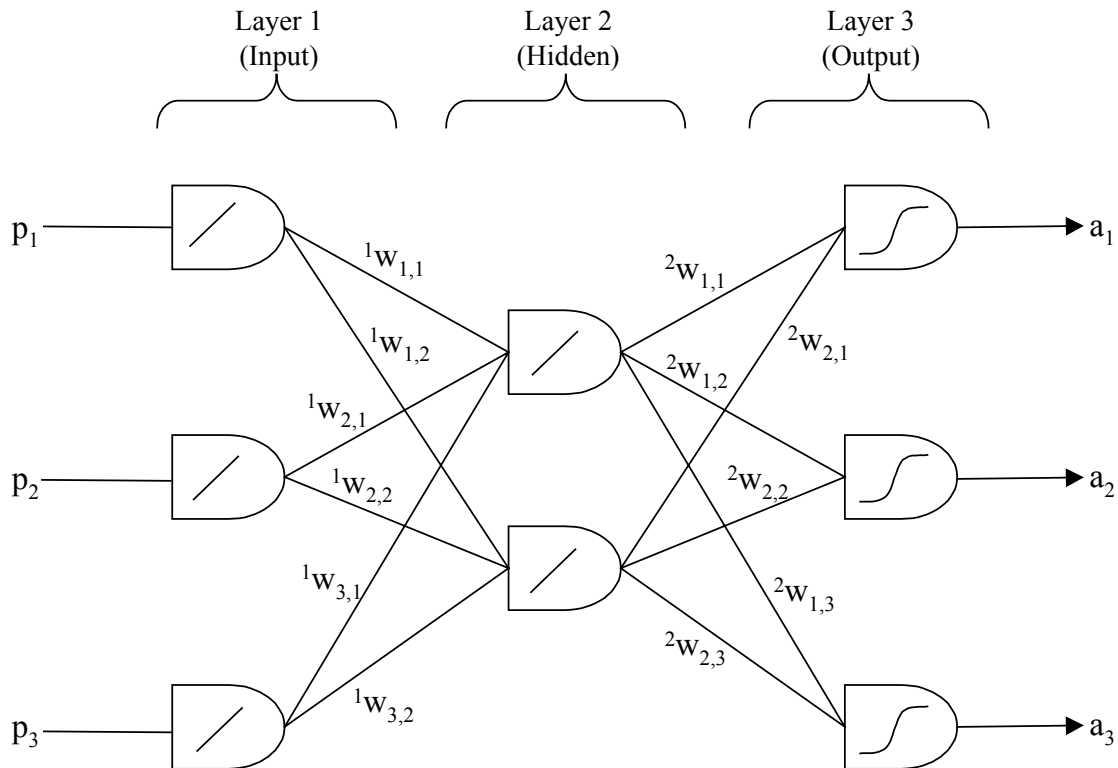 Layer 1
(Input)
Layer 2
(Hidden)
Layer 3
(Output)
p₁
¹w₁,₁
²w₁,₁
a₁
¹w₁,₂
²w₂,₁
²w₁,₂
¹w₂,₁
p₂
¹w₂,₂
²w₂,₂
a₂
¹w₃,₁
²w₁,₃
²w₂,₃
¹w₃,₂
p₃
a₃